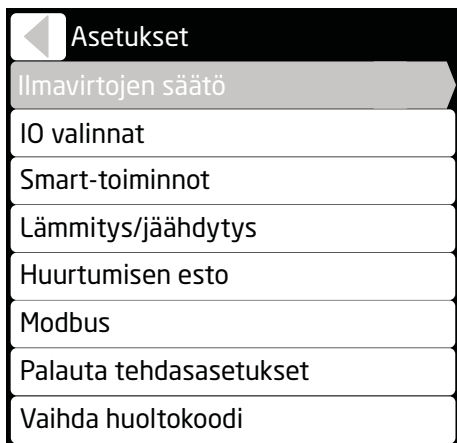 Asetukset
Ilmavirtojen säätö
IO valinnat
Smart-toiminnot
Lämmitys/jäähdytys
Huurtumisen esto
Modbus
Palauta tehdasasetukset
Vaihda huoltokoodi